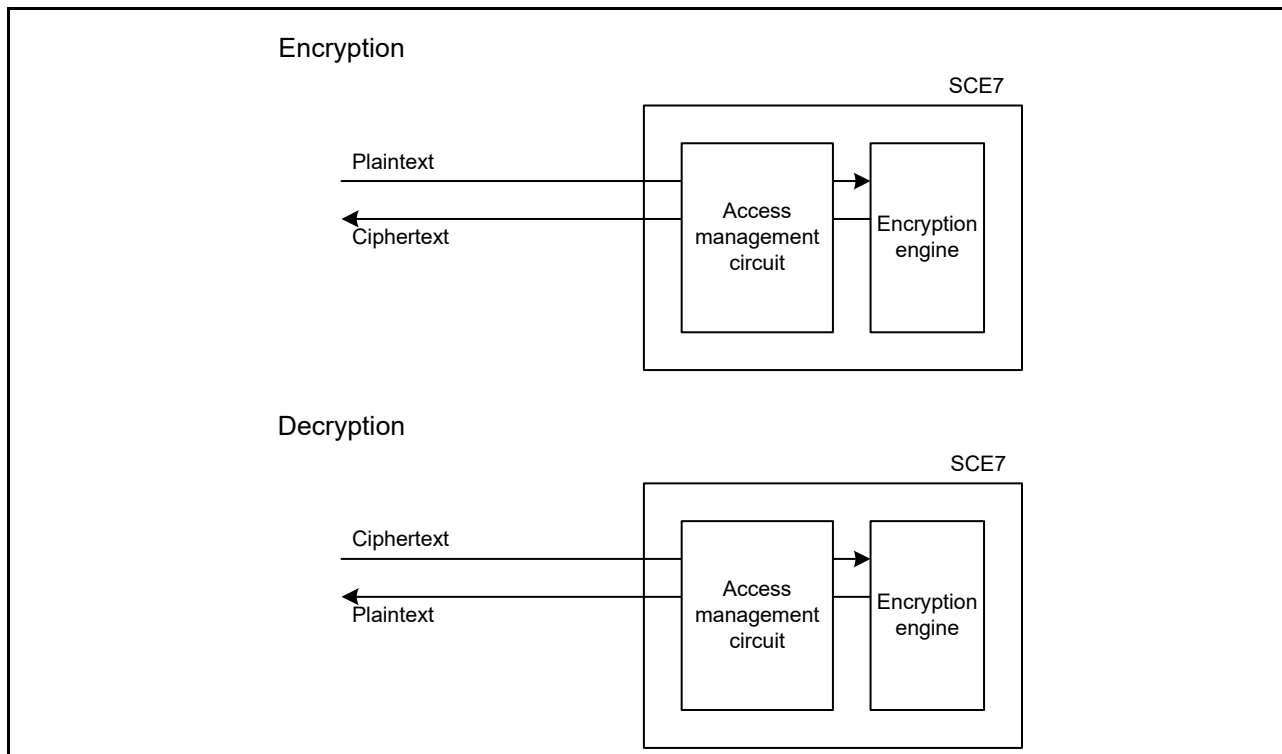 Encryption
SCE7
Plaintext
Ciphertext
Access
management
circuit
Encryption
engine
Decryption
SCE7
Ciphertext
Plaintext
Access
management
circuit
Encryption
engine